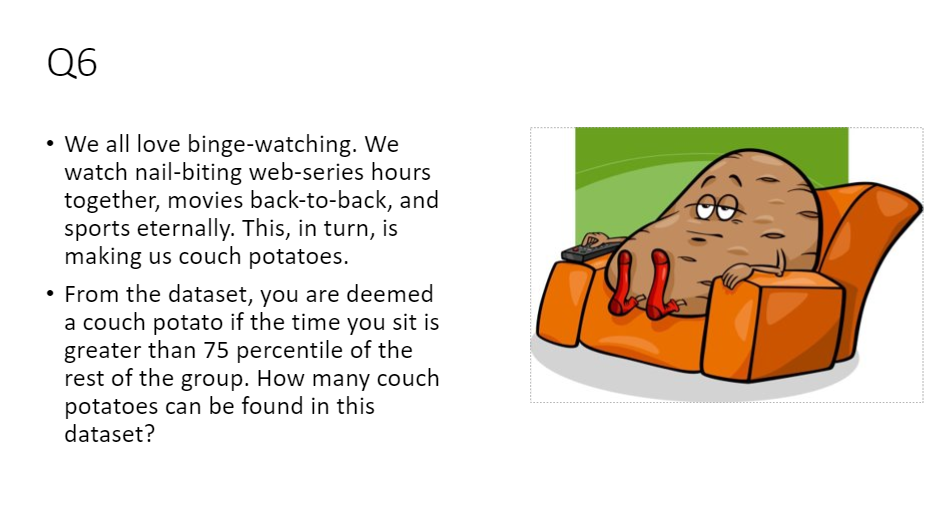 Q6
• We all love binge-watching. We
watch nail-biting web-series hours
together, movies back-to-back, and
sports eternally. This, in turn, is
making us couch potatoes.
• From the dataset, you are deemed
a couch potato if the time you sit is
greater than 75 percentile of the
rest of the group. How many couch
potatoes can be found in this
dataset?